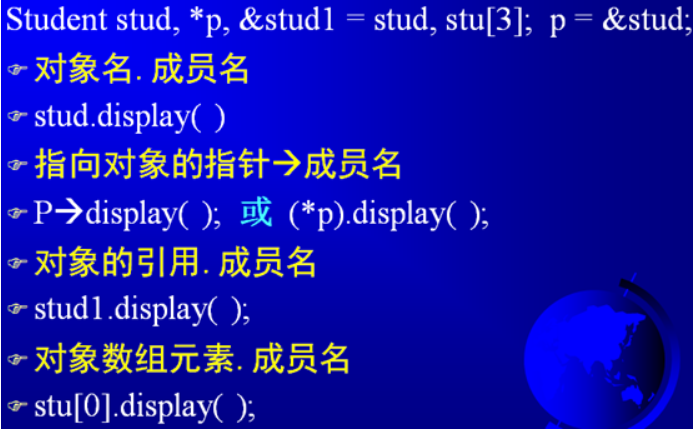 Student stud, *p, &stud1 = stud, stu[3]; p = &stud;
☞ 对象名. 成员名
☞ stud.display( )
☞ 指向对象的指针→成员名
☞ P→display( ); 或 (*p).display( );
☞ 对象的引用. 成员名
☞ stud1.display( );
☞ 对象数组元素. 成员名
☞ stu[0].display( );